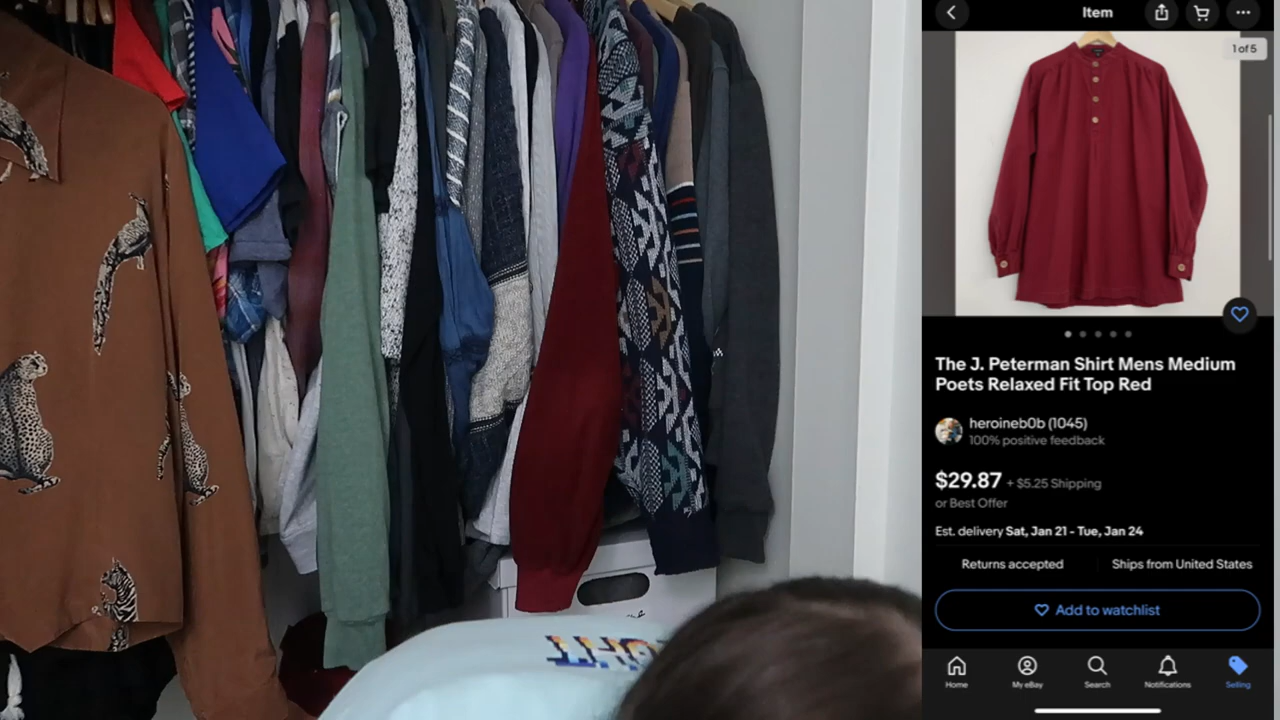 Item
1 of 5
The J. Peterman Shirt Mens Medium
Poets Relaxed Fit Top Red
heroineb0b (1045)
100% positive feedback
$29.87 + $5.25 Shipping
or Best Offer
Est. delivery Sat, Jan 21 - Tue, Jan 24
Returns accepted
Ships from United States
Add to watchlist
Home
My eBay
Search
Notifications
Selling